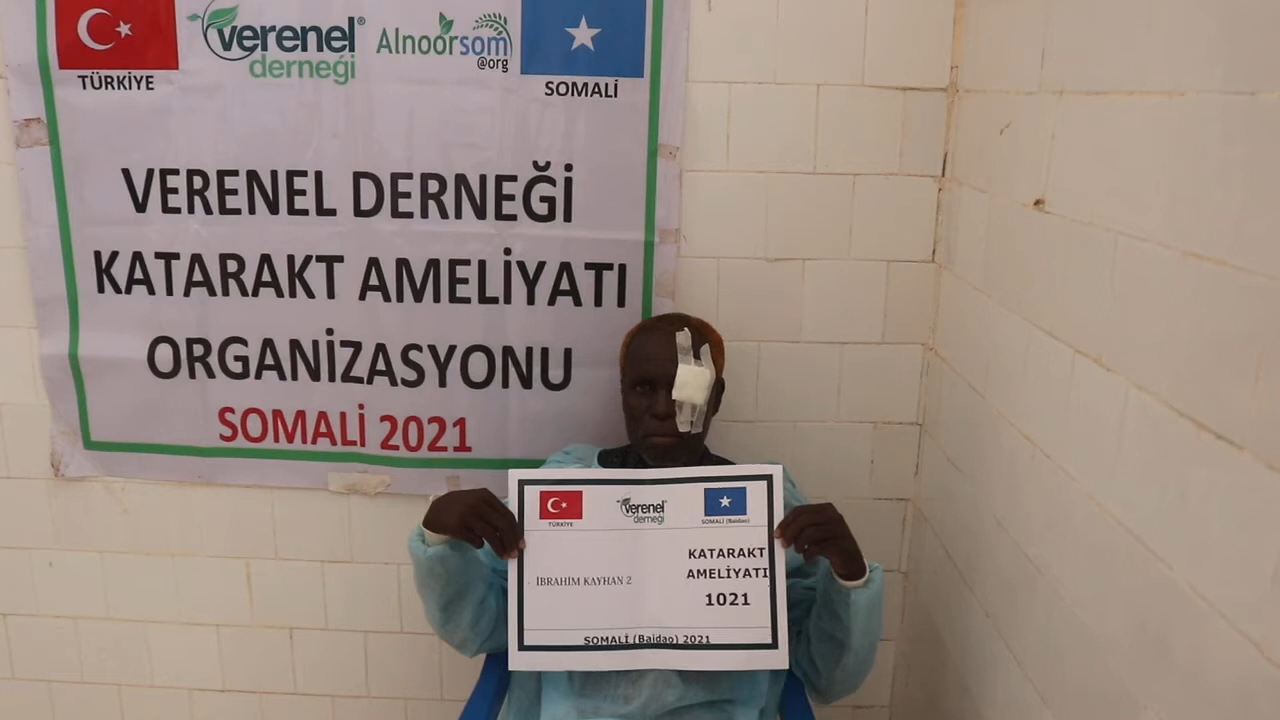 TÜRKİYE
verenel®
derneği
Alnoorsom
@org
SOMALİ
VERENEL DERNEĞİ
KATARAKT AMELİYATI
ORGANİZASYONU
SOMALİ 2021
TÜRKİYE
verenel
derneği
SOMALİ (Baidao)
İBRAHİM KAYHAN 2
KATARAKT
AMELİYATI
1021
SOMALİ (Baidao) 2021